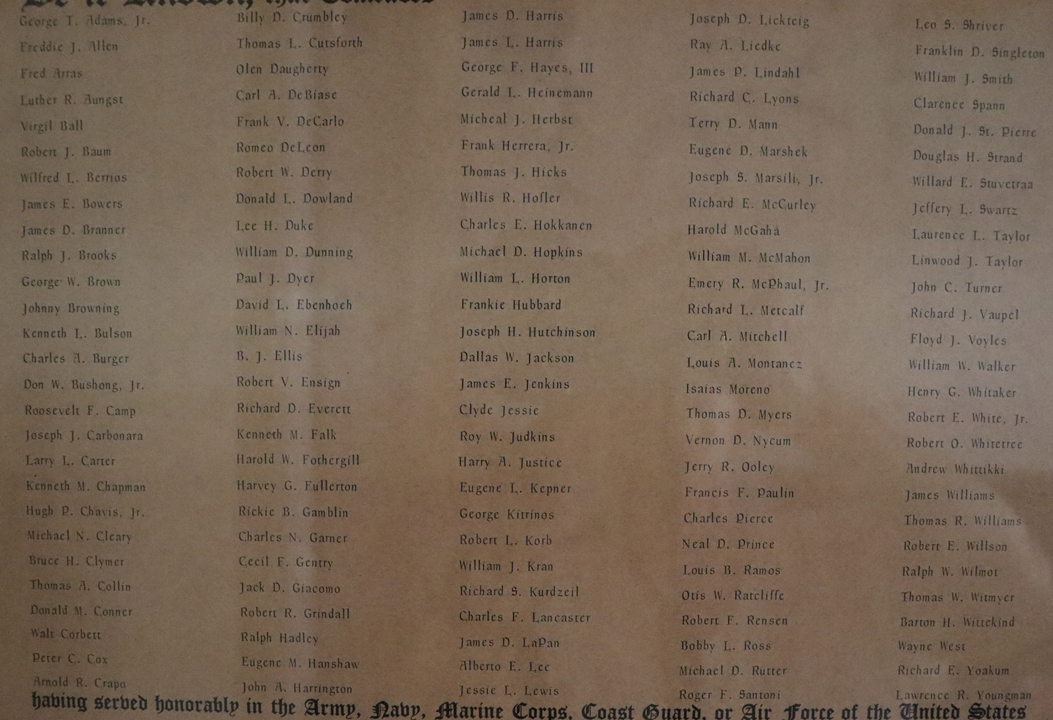 Be it Known, that Comrades
George T. Adams, Jr.
Freddie J. Allen
Fred Arras
Luther R. Aungst
Virgil Ball
Robert J. Baum
Wilfred L. Berrios
James E. Bowers
James D. Branner
Ralph J. Brooks
George W. Brown
Johnny Browning
Kenneth L. Bulson
Charles A. Burger
Don W. Bushong, Jr.
Roosevelt F. Camp
Joseph J. Carbonara
Larry L. Carter
Kenneth M. Chapman
Hugh P. Chavis, Jr.
Michael N. Cleary
Bruce H. Clymer
Thomas A. Collin
Donald M. Conner
Walt Corbett
Peter C. Cox
Arnold R. Crapo
Billy D. Crumbley
Thomas L. Cutsforth
Olen Daugherty
Carl A. DeBiase
Frank V. DeCarlo
Romeo DeLeon
Robert W. Derry
Donald L. Dowland
Lee H. Duke
William D. Dunning
Paul J. Dyer
David L. Ebenhoch
William N. Elijah
B. J. Ellis
Robert V. Ensign
Richard D. Everett
Kenneth M. Falk
Harold W. Fothergill
Harvey G. Fullerton
Rickie B. Gamblin
Charles N. Garner
Cecil F. Gentry
Jack D. Giacomo
Robert R. Grindall
Ralph Hadley
Eugene M. Hanshaw
John A. Harrington
James D. Harris
James L. Harris
George F. Hayes, III
Gerald L. Heinemann
Micheal J. Herbst
Frank Herrera, Jr.
Thomas J. Hicks
Willis R. Hofler
Charles E. Hokkanen
Michael D. Hopkins
William L. Horton
Frankie Hubbard
Joseph H. Hutchinson
Dallas W. Jackson
James E. Jenkins
Clyde Jessie
Roy W. Judkins
Harry A. Justice
Eugene L. Kepner
George Kitrinos
Robert L. Korb
William J. Kran
Richard S. Kurdzeil
Charles F. Lancaster
James D. LaPan
Alberto E. Lee
Jessie L. Lewis
Joseph D. Lickteig
Ray A. Liedke
James P. Lindahl
Richard C. Lyons
Terry D. Mann
Eugene D. Marshek
Joseph S. Marsili, Jr.
Richard E. McCurley
Harold McGaha
William M. McMahon
Emery R. McPhaul, Jr.
Richard L. Metcalf
Carl A. Mitchell
Louis A. Montanez
Isaias Moreno
Thomas D. Myers
Vernon D. Nycum
Jerry R. Ooley
Francis F. Paulin
Charles Pierce
Neal D. Prince
Louis B. Ramos
Otis W. Ratcliffe
Robert F. Rensen
Bobby L. Ross
Michael D. Rutter
Roger F. Santoni
Leo S. Shriver
Franklin D. Singleton
William J. Smith
Clarence Spann
Donald J. St. Pierre
Douglas H. Strand
Willard E. Stuvetraa
Jeffery L. Swartz
Laurence L. Taylor
Linwood J. Taylor
John C. Turner
Richard J. Vaupel
Floyd J. Voyles
William W. Walker
Henry G. Whitaker
Robert E. White, Jr.
Robert O. Whitetree
Andrew Whittikki
James Williams
Thomas R. Williams
Robert E. Willson
Ralph W. Wilmot
Thomas W. Witmyer
Barton H. Wittekind
Wayne West
Richard E. Yoakum
Lawrence R. Youngman
having served honorably in the Army, Navy, Marine Corps, Coast Guard, or Air Force of the United States